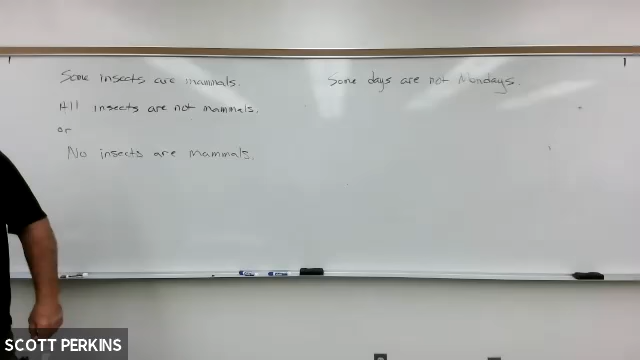 Some insects are mammals.
All insects are not mammals.
or
No insects are mammals.
Some days are not Mondays.
SCOTT PERKINS